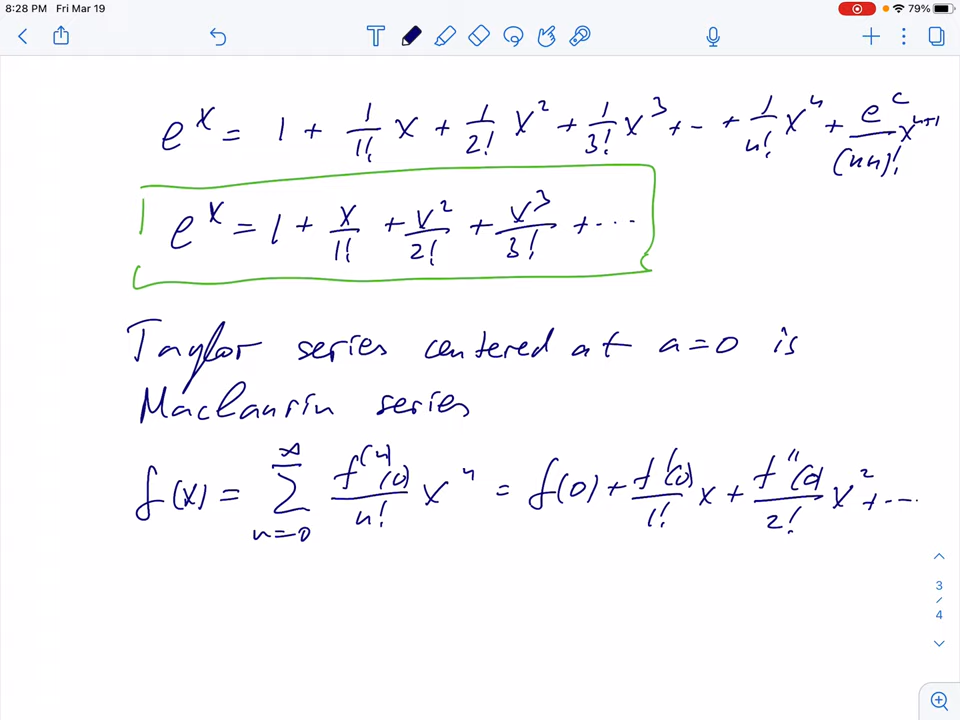 8:28 PM Fri Mar 19 79%
e^x = 1 + 1/1! x + 1/2! x^2 + 1/3! x^3 + ·· + 1/n! x^n + e^c/(n+1)! x^(n+1)
e^x = 1 + x/1! + x^2/2! + x^3/3! + ···
Taylor series centered at a=0 is
Maclaurin series
f(x) = ∑_{n=0}^∞ f^(n)(0)/n! x^n = f(0) + f'(0)/1! x + f''(0)/2! x^2 + ····
3
/
4